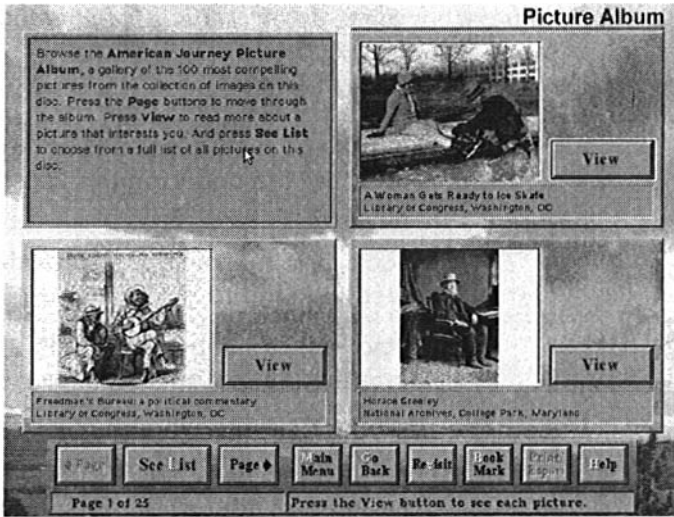 Picture Album
Browse the American Journey Picture
Album, a gallery of the 100 most compelling
pictures from the collection of images on this
disc. Press the Page buttons to move through
the album. Press View to read more about a
picture that interests you. And press See List
to choose from a full list of all pictures on this
disc.
View
A Woman Gets Ready to Ice Skate
Library of Congress, Washington, DC
View
Freedman's Bureau: a political commentary
Library of Congress, Washington, DC
View
Horace Greeley
National Archives, College Park, Maryland
Page
See List
Page
Main
Menu
Go
Back
Revisit
Book
Mark
Print/
Export
Help
Page 1 of 25
Press the View button to see each picture.